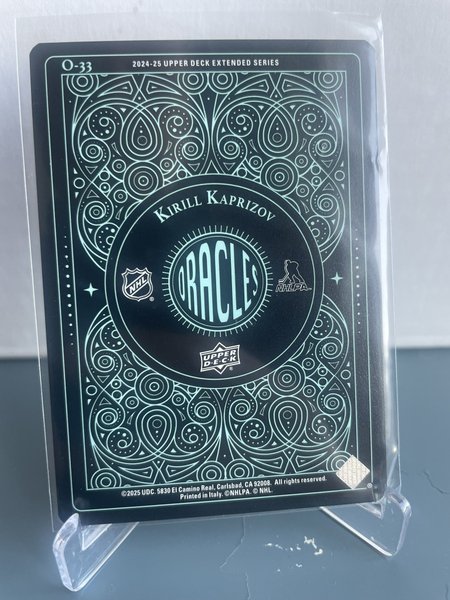 O-33
2024-25 UPPER DECK EXTENDED SERIES
KIRILL KAPRIZOV
NHL ®
ORACLES
NHLPA
UPPER
D·E·C·K ®
©2025 UDC. 5830 El Camino Real, Carlsbad, CA 92008. All rights reserved.
Printed in Italy. ©NHLPA. © NHL.
®